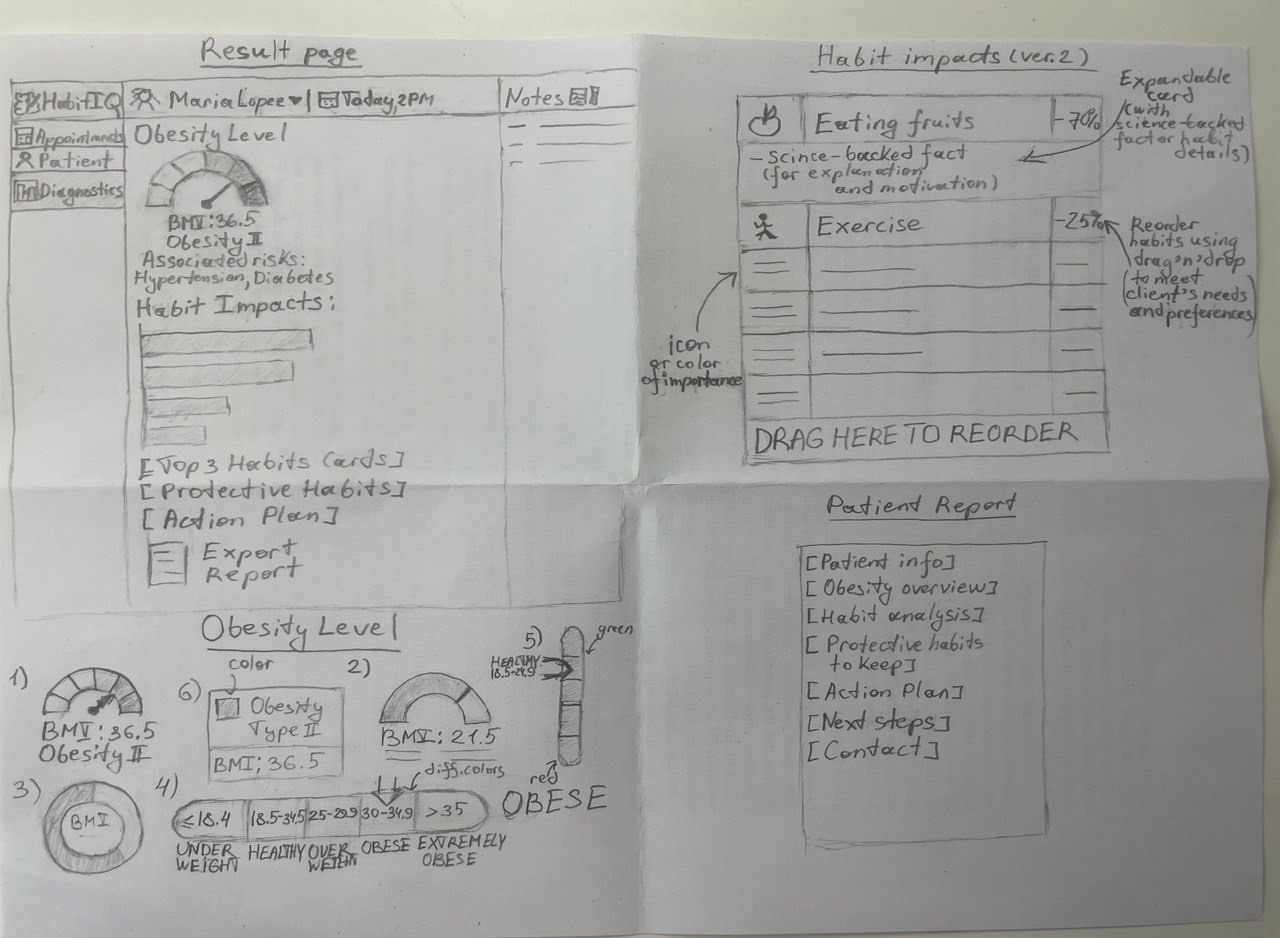 Result page
HabitIQ
Maria Lopez ▾ | Today, 2PM
Notes
Appointments
Patient
Diagnostics
Obesity Level
BMI: 36.5
Obesity II
Associated risks:
Hypertension, Diabetes
Habit Impacts:
[Top 3 Habits Cards]
[Protective Habits]
[Action Plan]
Export
Report
Habit impacts (ver. 2)
Eating fruits
-70%
- scince-backed fact
(for explanation
and motivation)
Exercise
-25%
DRAG HERE TO REORDER
Expandable
card
(with
science-backed
fact or habit
details)
Reorder
habits using
drag'n'drop
(to meet
client's needs
and preferences)
icon
or color
of importance
Obesity Level
1)
BMI: 36.5
Obesity II
color
6)
Obesity
Type II
BMI: 36.5
2)
BMI: 21.5
5)
green
HEALTHY
18.5-24.9
red
OBESE
3)
BMI
4)
diff. colors
≤18.4
18.5-34.5
25-29.9
30-34.9
>35
UNDER
WEIGHT
HEALTHY
OVER
WEIGHT
OBESE
EXTREMELY
OBESE
Patient Report
[Patient info]
[Obesity overview]
[Habit analysis]
[Protective habits
to keep]
[Action Plan]
[Next steps]
[Contact]